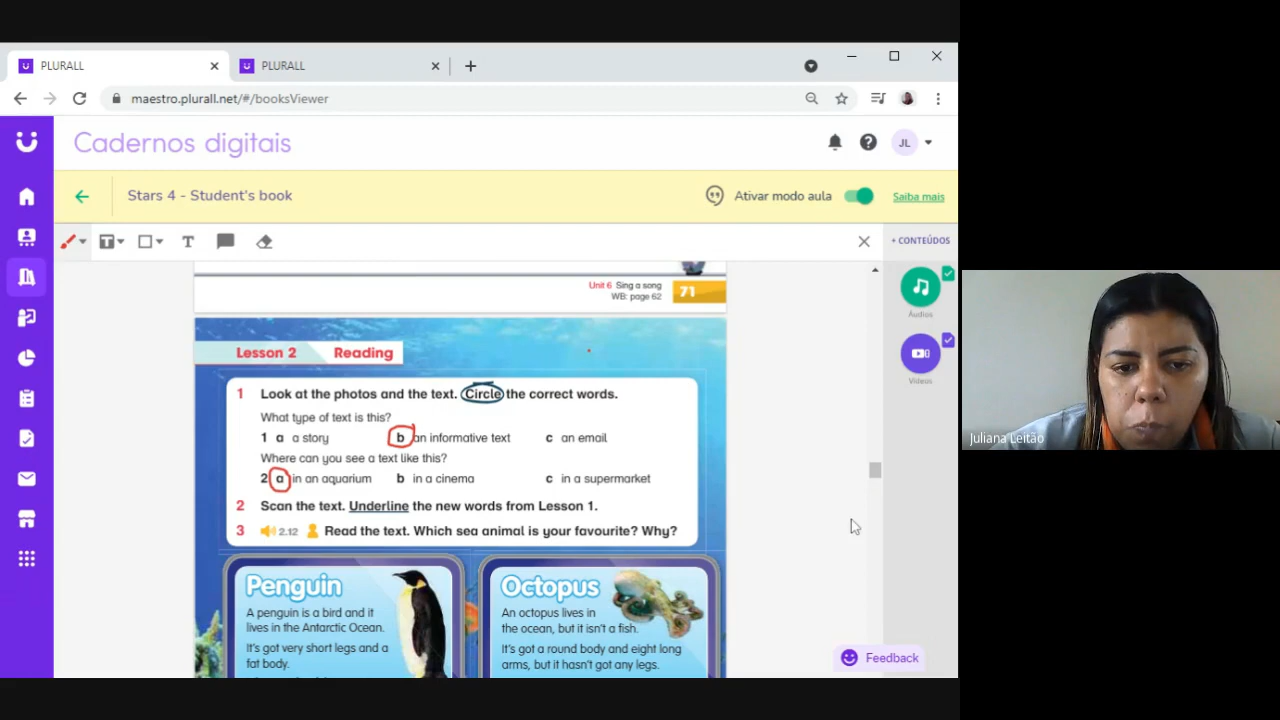 PLURALL
PLURALL
maestro.plurall.net/#/booksViewer
Cadernos digitais
JL
Stars 4 - Student's book
Ativar modo aula
Saiba mais
T
T
+ CONTEÚDOS
Áudios
Vídeos
Unit 6 Sing a song
WB: page 62
71
Lesson 2 Reading
1 Look at the photos and the text. Circle the correct words.
What type of text is this?
1 a a story b an informative text c an email
Where can you see a text like this?
2 a in an aquarium b in a cinema c in a supermarket
2 Scan the text. Underline the new words from Lesson 1.
3 2.12 Read the text. Which sea animal is your favourite? Why?
Penguin
A penguin is a bird and it
lives in the Antarctic Ocean.
It's got very short legs and a
fat body.
Octopus
An octopus lives in
the ocean, but it isn't a fish.
It's got a round body and eight long
arms, but it hasn't got any legs.
Feedback
Juliana Leitão